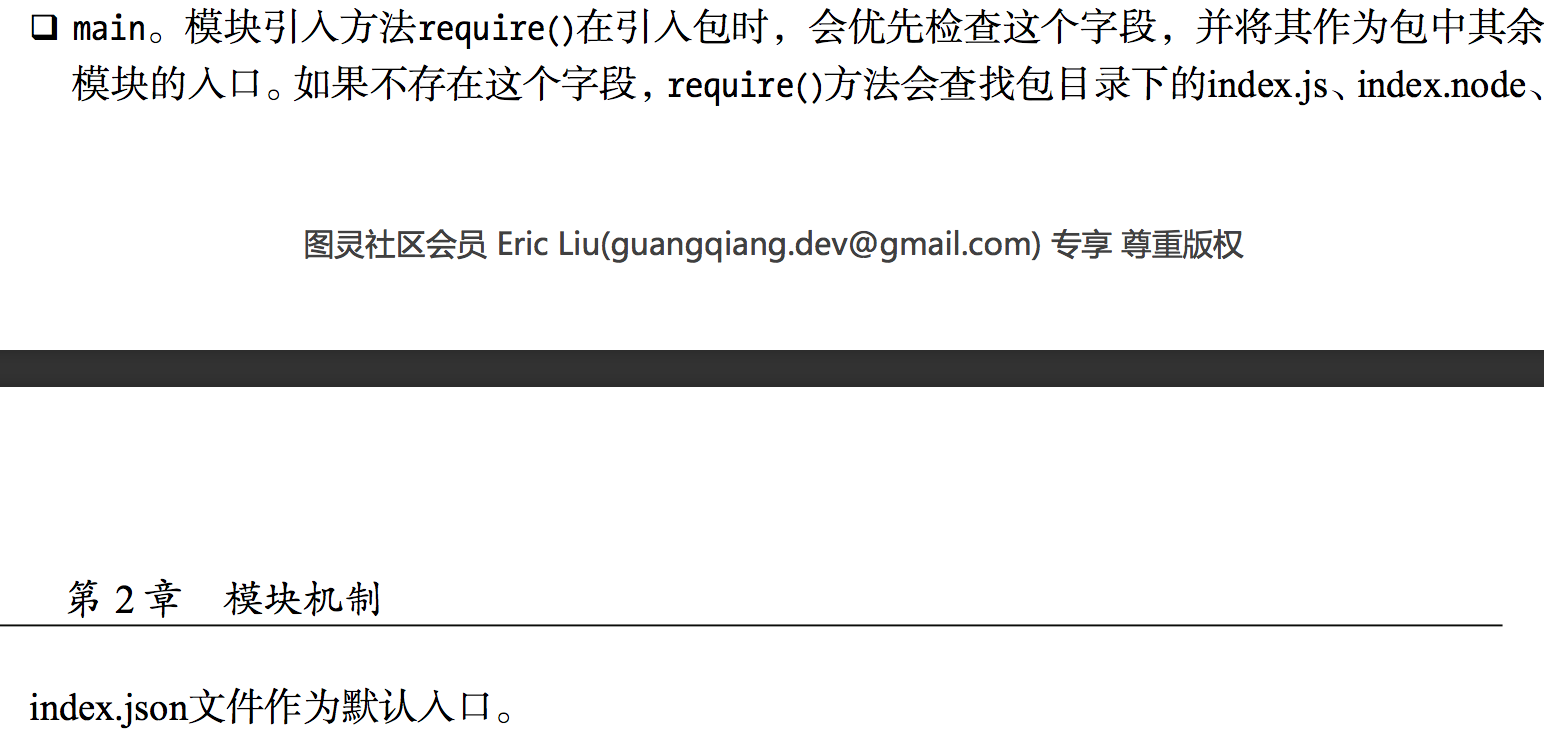 ❑ main。模块引入方法require()在引入包时，会优先检查这个字段，并将其作为包中其余
模块的入口。如果不存在这个字段，require()方法会查找包目录下的index.js、index.node、
图灵社区会员 Eric Liu(guangqiang.dev@gmail.com) 专享 尊重版权
第 2 章 模块机制
index.json文件作为默认入口。